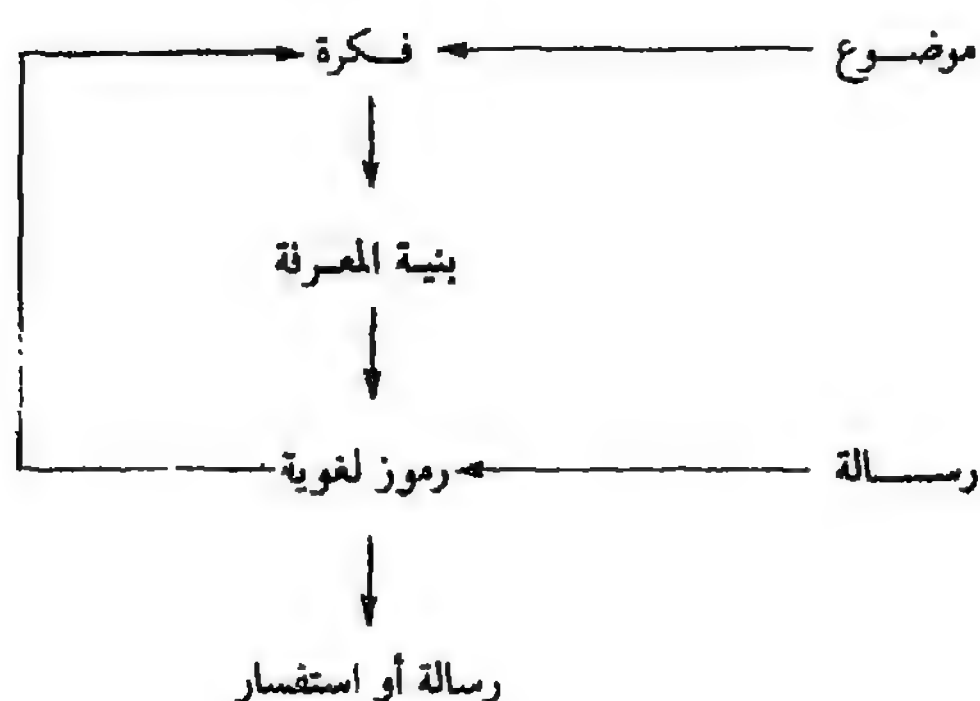 موضوع فكرة
بنية المعرفة
رسالة رموز لغوية
رسالة أو استفسار